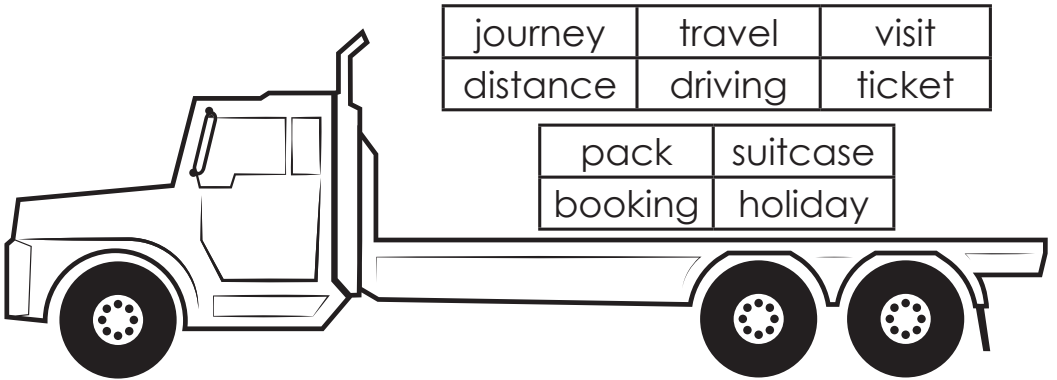 journey travel visit
distance driving ticket
pack suitcase
booking holiday